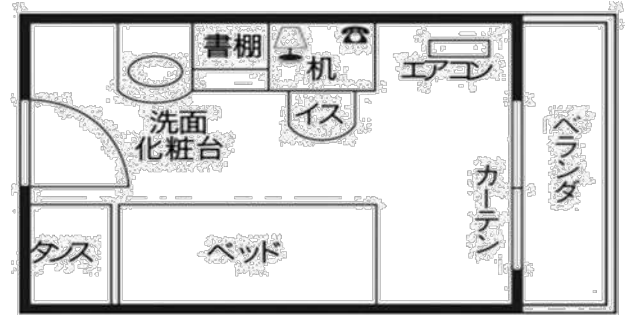 書棚
机
エアコン
イス
洗面
化粧台
ベランダ
カーテン
タンス
ベッド